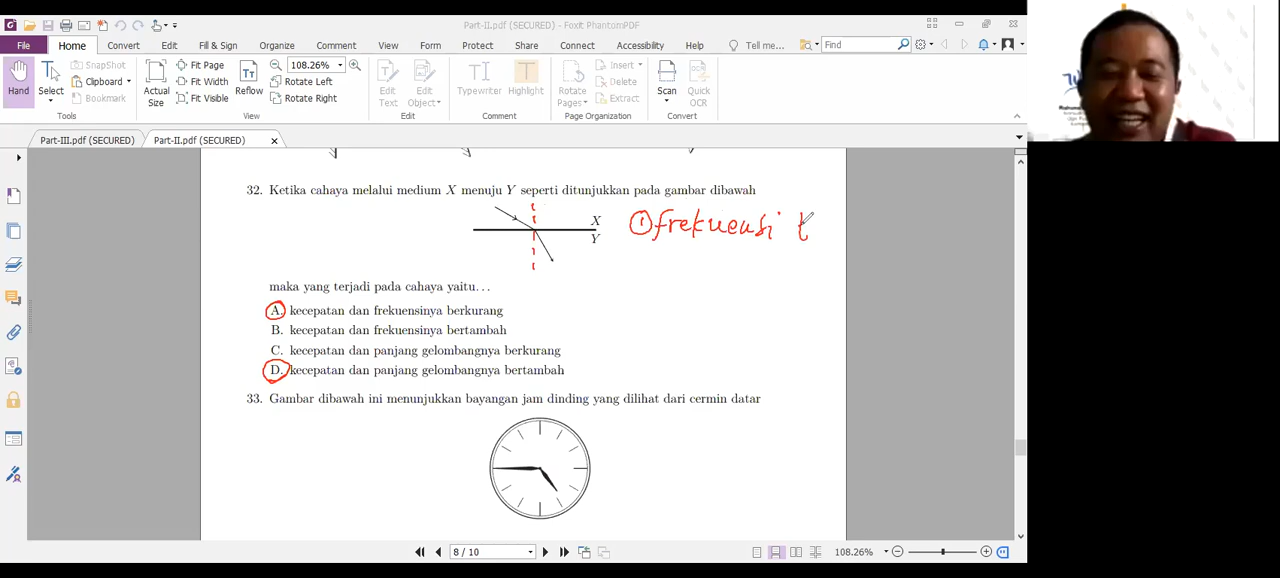 Part-II.pdf (SECURED) - Foxit PhantomPDF
File Home Convert Edit Fill & Sign Organize Comment View Form Protect Share Connect Accessibility Help Tell me... Find
Hand
Select
SnapShot
Clipboard
Bookmark
Actual Size
Fit Page
Fit Width
Fit Visible
Reflow
108.26%
Rotate Left
Rotate Right
Edit Text
Edit Object
Typewriter
Highlight
Rotate Pages
Insert
Delete
Extract
Scan
Quick OCR
Tools View Edit Comment Page Organization Convert
Part-III.pdf (SECURED) Part-II.pdf (SECURED)
32. Ketika cahaya melalui medium X menuju Y seperti ditunjukkan pada gambar dibawah
X
Y
① frekuensi t
maka yang terjadi pada cahaya yaitu...
A. kecepatan dan frekuensinya berkurang
B. kecepatan dan frekuensinya bertambah
C. kecepatan dan panjang gelombangnya berkurang
D. kecepatan dan panjang gelombangnya bertambah
33. Gambar dibawah ini menunjukkan bayangan jam dinding yang dilihat dari cermin datar
8 / 10
108.26%